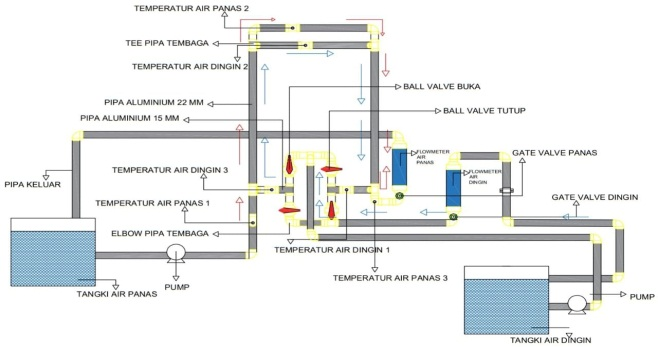 TEMPERATUR AIR PANAS 2
TEE PIPA TEMBAGA
TEMPERATUR AIR DINGIN 2
BALL VALVE BUKA
PIPA ALUMINIUM 22 MM
BALL VALVE TUTUP
PIPA ALUMINIUM 15 MM
FLOWMETER
AIR
PANAS
GATE VALVE PANAS
TEMPERATUR AIR DINGIN 3
FLOWMETER
AIR
DINGIN
PIPA KELUAR
GATE VALVE DINGIN
TEMPERATUR PANAS 1
ELBOW PIPA TEMBAGA
TEMPERATUR AIR DINGIN 1
TEMPERATUR AIR PANAS 3
PUMP
TANGKI AIR PANAS
PUMP
TANGKI AIR DINGIN